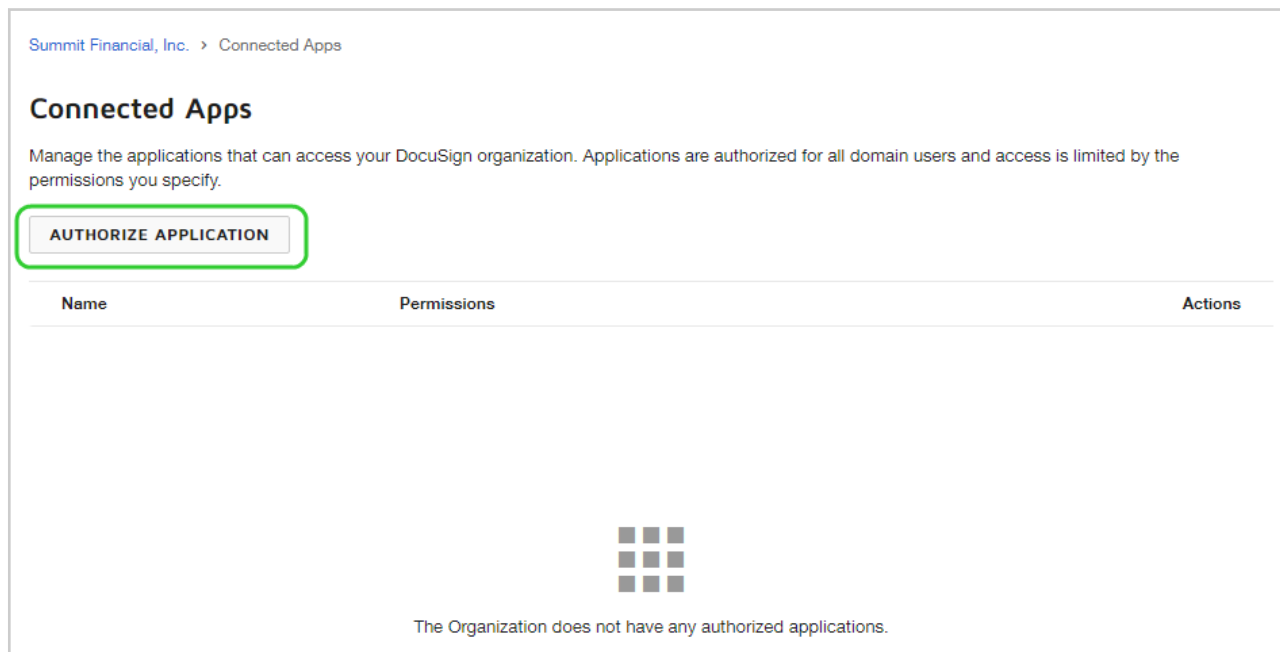 Summit Financial, Inc. > Connected Apps
Connected Apps
Manage the applications that can access your DocuSign organization. Applications are authorized for all domain users and access is limited by the
permissions you specify.
AUTHORIZE APPLICATION
Name Permissions Actions
The Organization does not have any authorized applications.